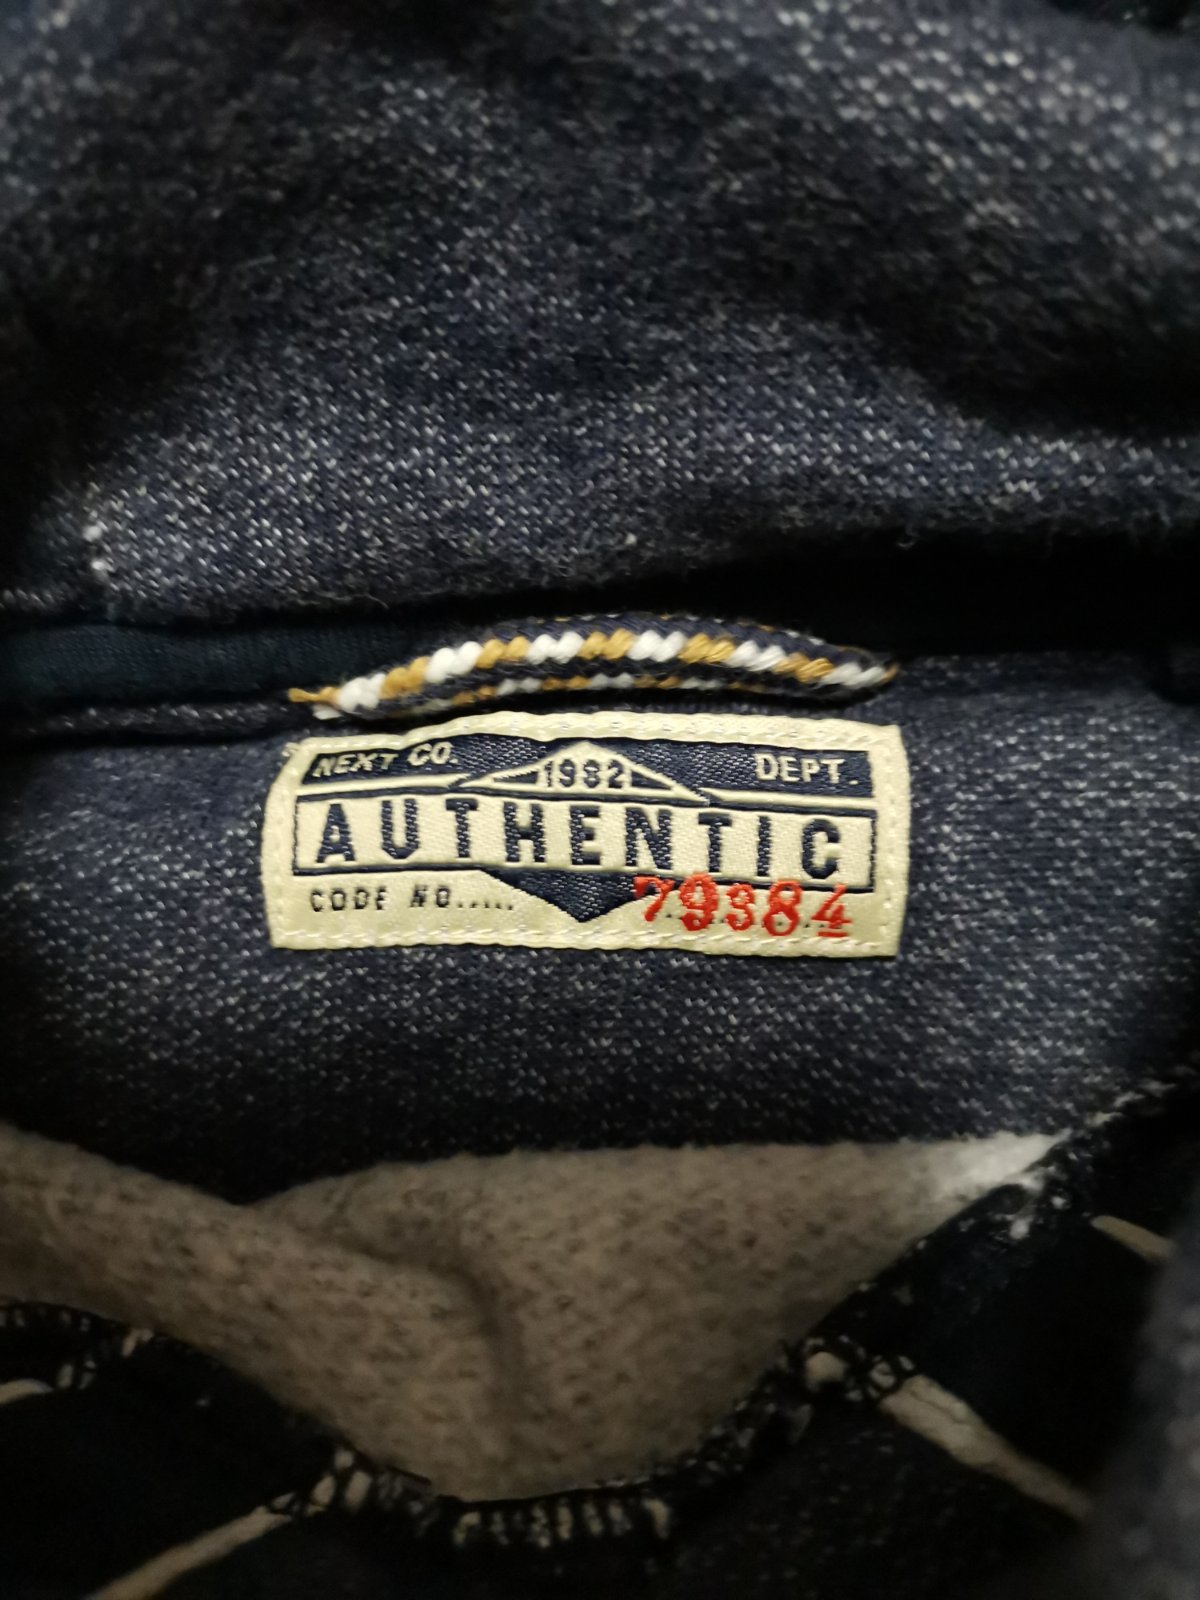 NEXT CO. 1982 DEPT.
AUTHENTIC
CODE NO..... 79384